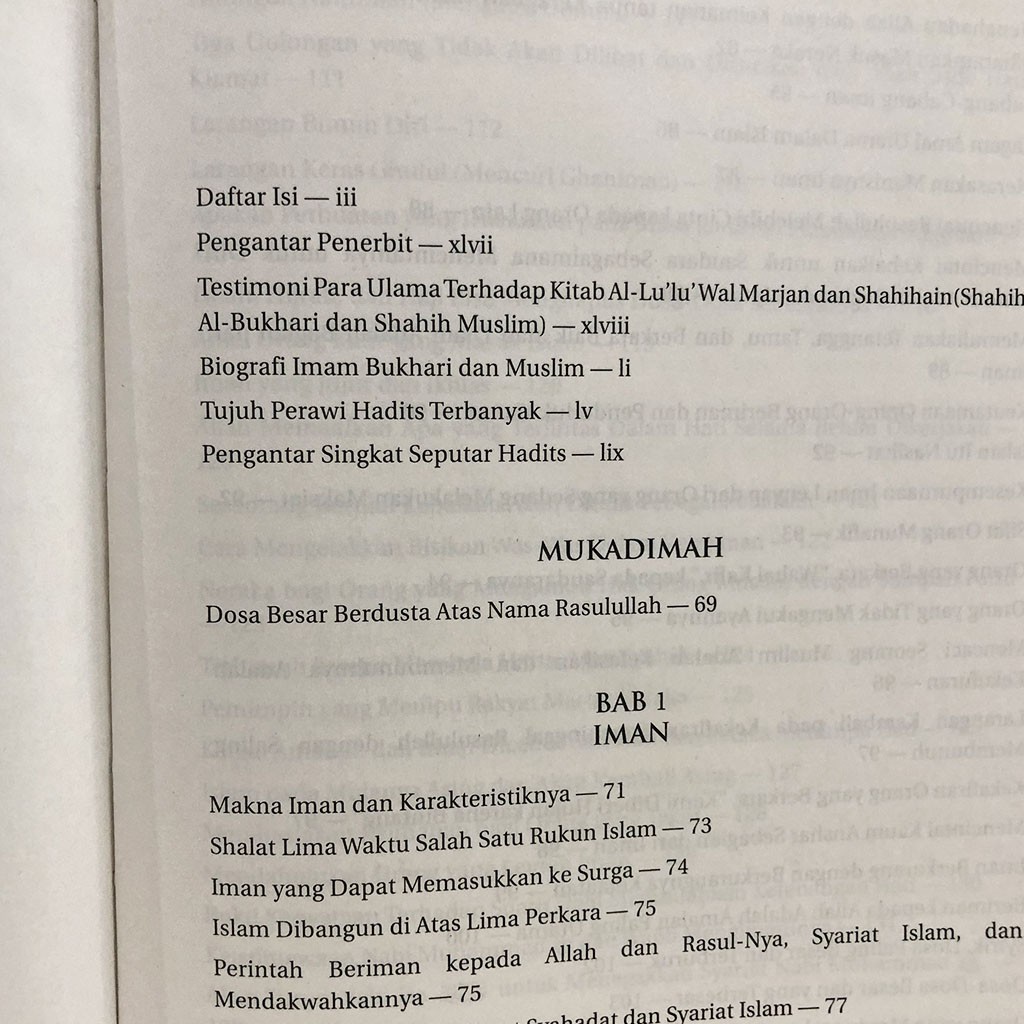 Daftar Isi — iii
Pengantar Penerbit — xlvii
Testimoni Para Ulama Terhadap Kitab Al-Lu'lu' Wal Marjan dan Shahihain (Shahih
Al-Bukhari dan Shahih Muslim) — xlviii
Biografi Imam Bukhari dan Muslim — li
Tujuh Perawi Hadits Terbanyak — lv
Pengantar Singkat Seputar Hadits — lix
MUKADIMAH
Dosa Besar Berdusta Atas Nama Rasulullah — 69
BAB 1
IMAN
Makna Iman dan Karakteristiknya — 71
Shalat Lima Waktu Salah Satu Rukun Islam — 73
Iman yang Dapat Memasukkan ke Surga — 74
Islam Dibangun di Atas Lima Perkara — 75
Perintah Beriman kepada Allah dan Rasul-Nya, Syariat Islam, dan
Mendakwahkannya — 75
Syahadat dan Syariat Islam — 77